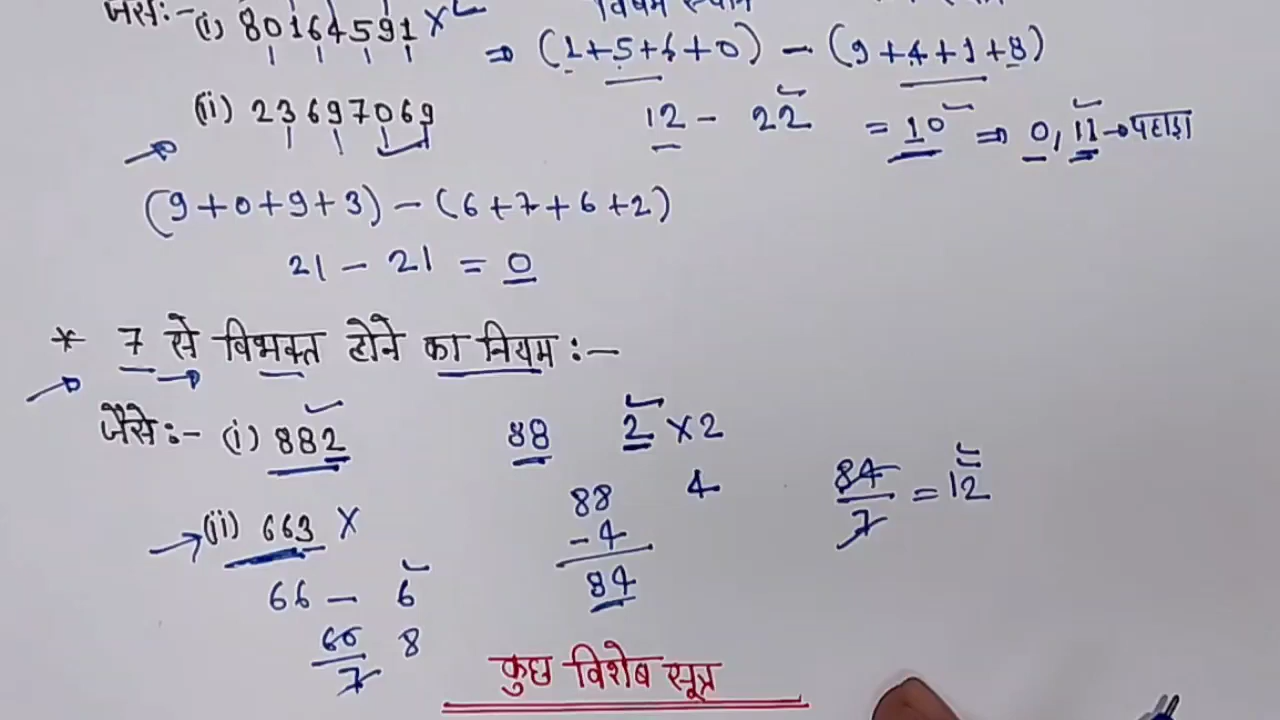 जैसे:- (i) 80164591 x
विषम स्थान
⇒ (1+5+6+0) - (9+4+1+8)
12 - 22 = 10 ⇒ 0, 11 → पहाड़ा
(ii) 23697069
(9+0+9+3) - (6+7+6+2)
21 - 21 = 0
* 7 से विभक्त होने का नियम :-
जैसे:- (i) 882
88 2 x 2
4
88
- 4
84
84/7 = 12
(ii) 663 x
66 - 6
60/7 8
कुछ विशेष सूत्र